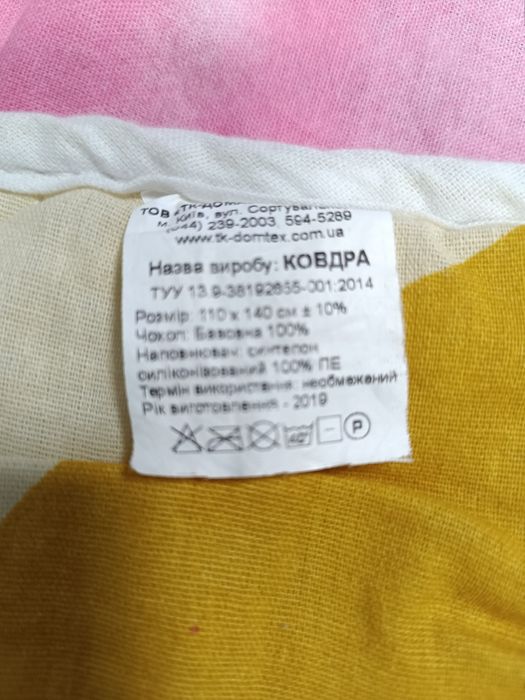 ТОВ "ТК-ДОМ
м. Київ, вул. Сортувальна
(044) 239-2003, 594-5289
www.tk-domtex.com.ua
Назва виробу: КОВДРА
ТУУ 13.9-38192855-001:2014
Розмір: 110 х 140 см ± 10%
Чохол: Бавовна 100%
Наповнювач: синтепон
силіконізований 100% ПЕ
Термін використання: необмежений
Рік виготовлення - 2019
40°
P